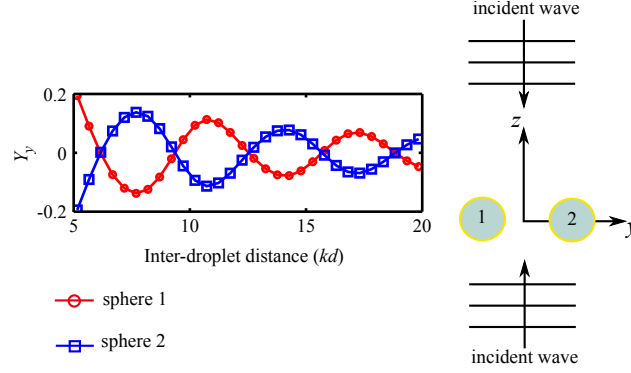 incident wave
0.2
0
-0.2
Y_y
5
10
15
20
Inter-droplet distance (kd)
sphere 1
sphere 2
z
1
2
y
incident wave